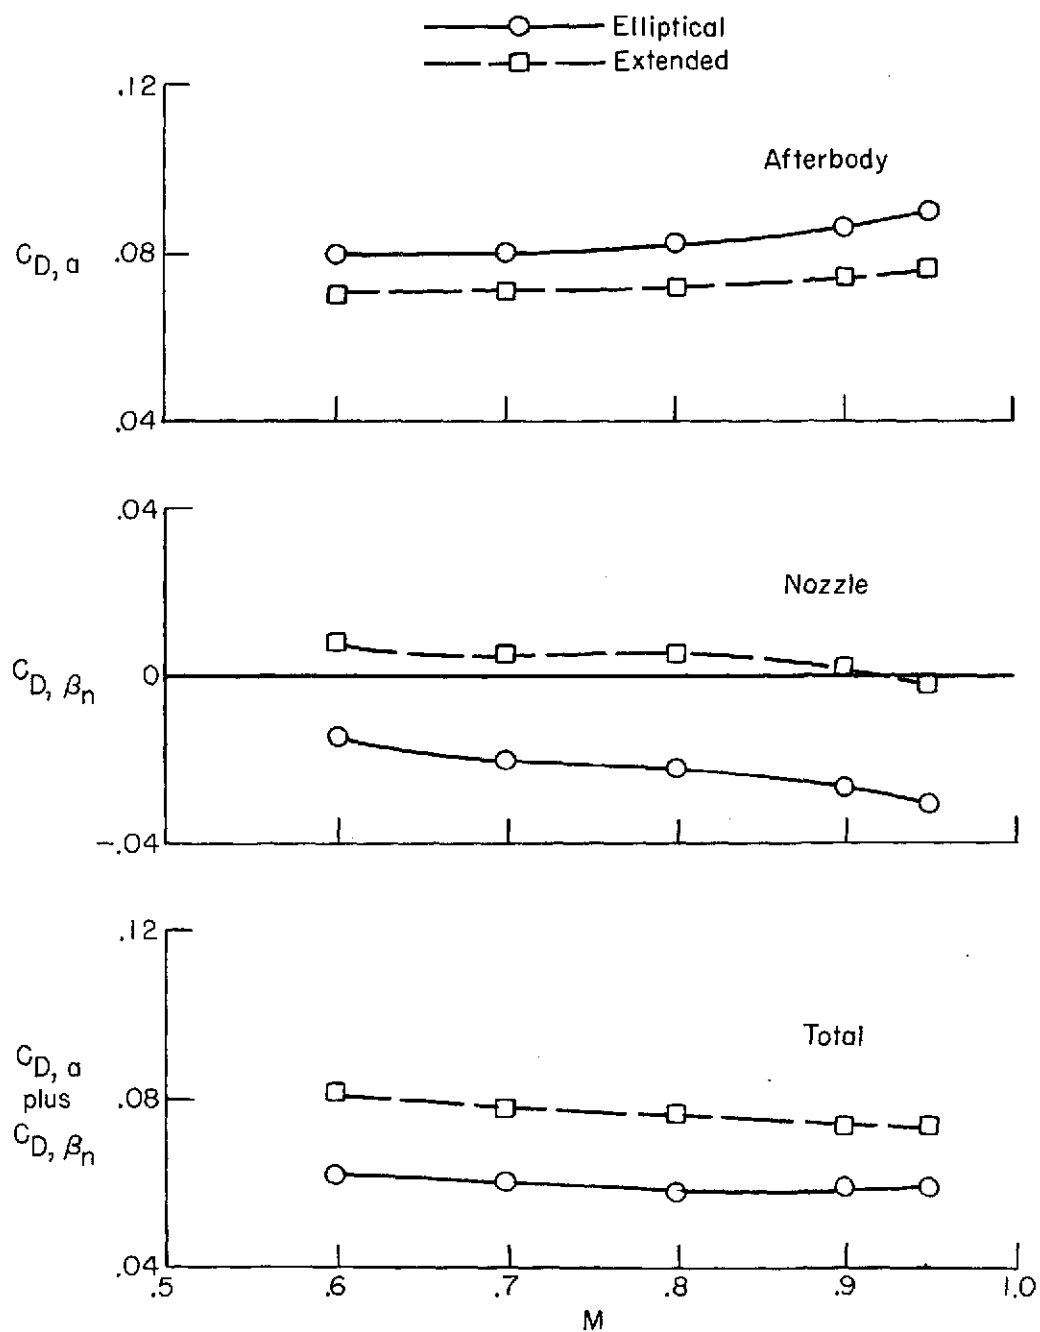 Elliptical
Extended
.12
Afterbody
C_D, a
.08
.04
.04
Nozzle
C_D, β_n
0
-.04
.12
Total
C_D, a
plus
C_D, β_n
.08
.04
.5 .6 .7 .8 .9 1.0
M